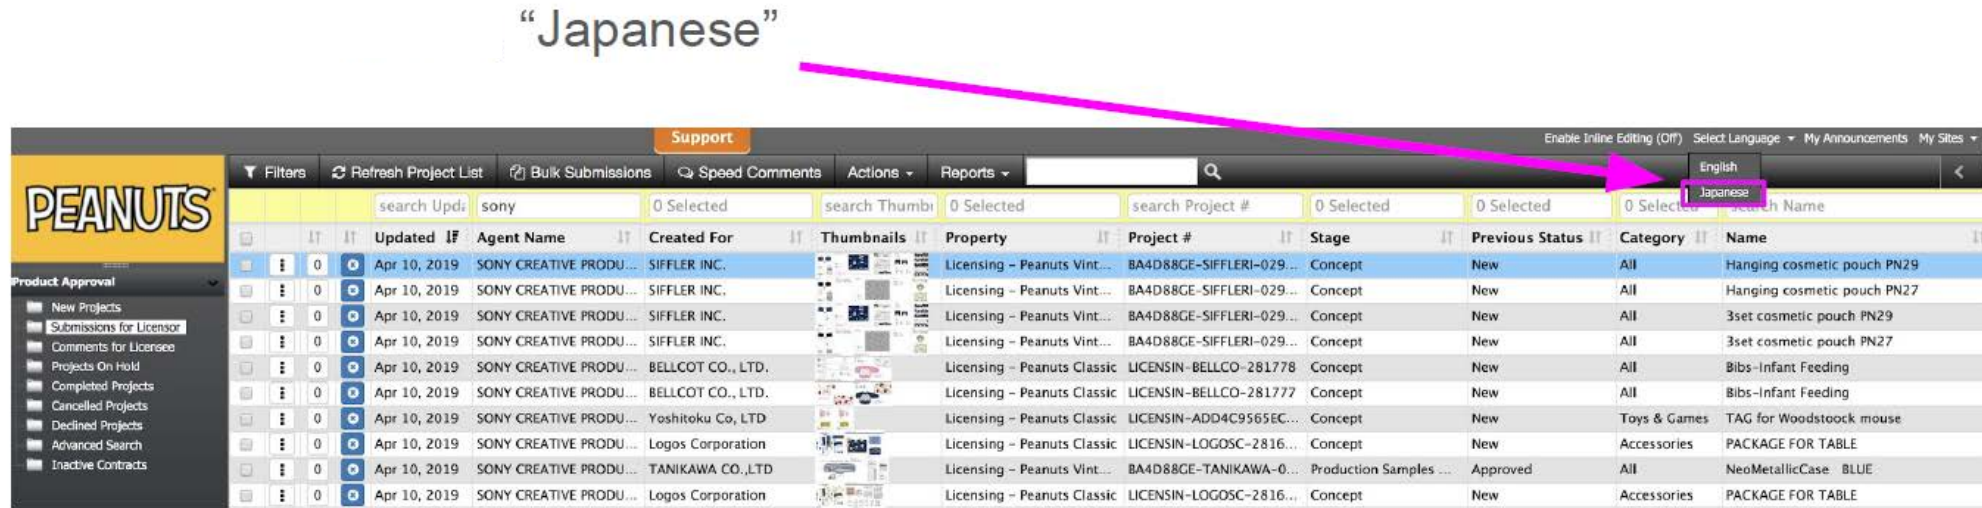 “Japanese”
Support
Enable Inline Editing (Off) Select Language My Announcements My Sites
Filters Refresh Project List Bulk Submissions Speed Comments Actions Reports
English
Japanese
PEANUTS
search Upda sony 0 Selected search Thumb 0 Selected search Project # 0 Selected 0 Selected 0 Selected search Name
Updated Agent Name Created For Thumbnails Property Project # Stage Previous Status Category Name
0 Apr 10, 2019 SONY CREATIVE PRODU... SIFFLER INC. Licensing - Peanuts Vint... BA4D88GE-SIFFLERI-029... Concept New All Hanging cosmetic pouch PN29
0 Apr 10, 2019 SONY CREATIVE PRODU... SIFFLER INC. Licensing - Peanuts Vint... BA4D88GE-SIFFLERI-029... Concept New All Hanging cosmetic pouch PN27
0 Apr 10, 2019 SONY CREATIVE PRODU... SIFFLER INC. Licensing - Peanuts Vint... BA4D88GE-SIFFLERI-029... Concept New All 3set cosmetic pouch PN29
0 Apr 10, 2019 SONY CREATIVE PRODU... SIFFLER INC. Licensing - Peanuts Vint... BA4D88GE-SIFFLERI-029... Concept New All 3set cosmetic pouch PN27
0 Apr 10, 2019 SONY CREATIVE PRODU... BELLCOT CO., LTD. Licensing - Peanuts Classic LICENSIN-BELLCO-281778 Concept New All Bibs-Infant Feeding
0 Apr 10, 2019 SONY CREATIVE PRODU... BELLCOT CO., LTD. Licensing - Peanuts Classic LICENSIN-BELLCO-281777 Concept New All Bibs-Infant Feeding
0 Apr 10, 2019 SONY CREATIVE PRODU... Yoshitoku Co, LTD Licensing - Peanuts Classic LICENSIN-ADD4C9565EC... Concept New Toys & Games TAG for Woodstoock mouse
0 Apr 10, 2019 SONY CREATIVE PRODU... Logos Corporation Licensing - Peanuts Classic LICENSIN-LOGOSC-2816... Concept New Accessories PACKAGE FOR TABLE
0 Apr 10, 2019 SONY CREATIVE PRODU... TANIKAWA CO.,LTD Licensing - Peanuts Vint... BA4D88GE-TANIKAWA-0... Production Samples ... Approved All NeoMetallicCase BLUE
0 Apr 10, 2019 SONY CREATIVE PRODU... Logos Corporation Licensing - Peanuts Classic LICENSIN-LOGOSC-2816... Concept New Accessories PACKAGE FOR TABLE
Product Approval
New Projects
Submissions for Licensor
Comments for Licensee
Projects On Hold
Completed Projects
Cancelled Projects
Declined Projects
Advanced Search
Inactive Contracts